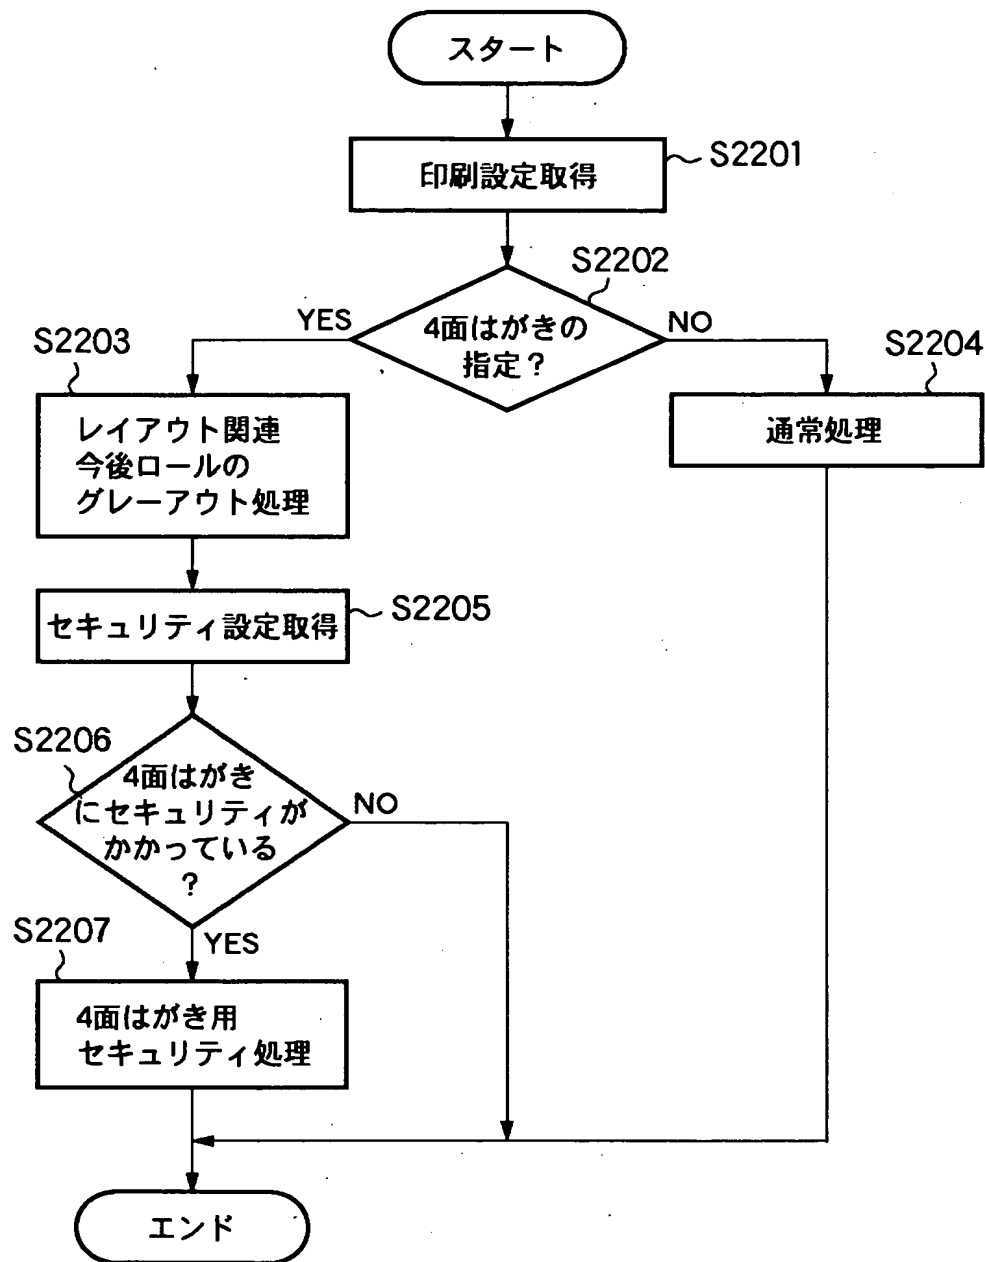 スタート
印刷設定取得
S2201
S2202
4面はがきの
指定？
YES
NO
S2203
レイアウト関連
今後ロールの
グレーアウト処理
S2204
通常処理
セキュリティ設定取得
S2205
S2206
4面はがき
にセキュリティが
かかっている
？
NO
YES
S2207
4面はがき用
セキュリティ処理
エンド